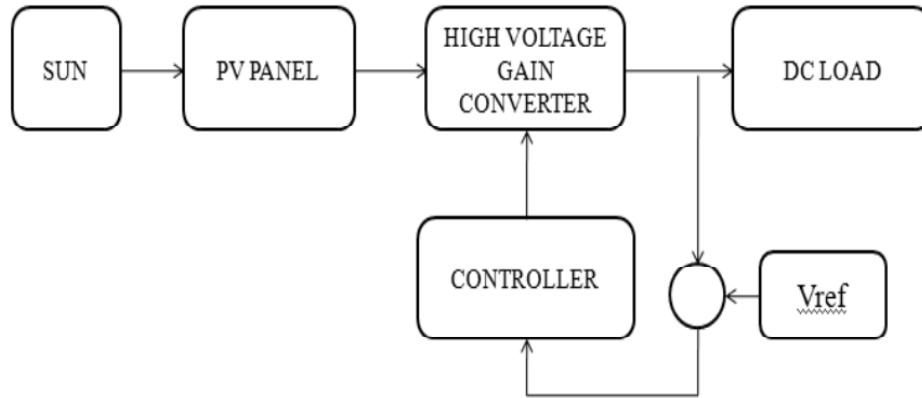 SUN
PV PANEL
HIGH VOLTAGE
GAIN
CONVERTER
DC LOAD
CONTROLLER
Vref